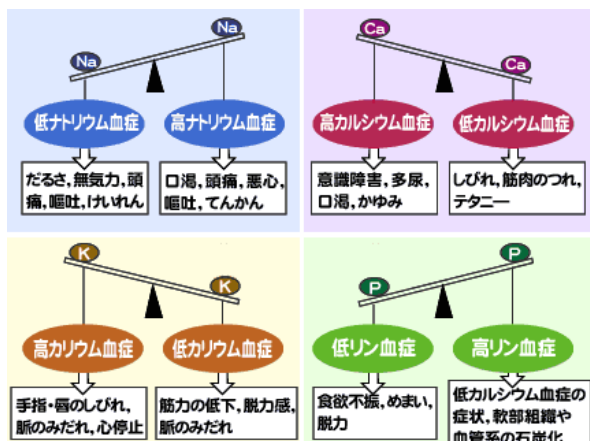 Na
Na
低ナトリウム血症
高ナトリウム血症
だるさ,無気力,頭
痛,嘔吐,けいれん
口渇,頭痛,悪心,
嘔吐,てんかん
Ca
Ca
高カルシウム血症
低カルシウム血症
意識障害,多尿,
口渇,かゆみ
しびれ,筋肉のつれ,
テタニー
K
K
高カリウム血症
低カリウム血症
手指・唇のしびれ,
脈のみだれ,心停止
筋力の低下,脱力感,
脈のみだれ
P
P
低リン血症
高リン血症
食欲不振,めまい,
脱力
低カルシウム血症の
症状,軟部組織や
血管系の石炭化